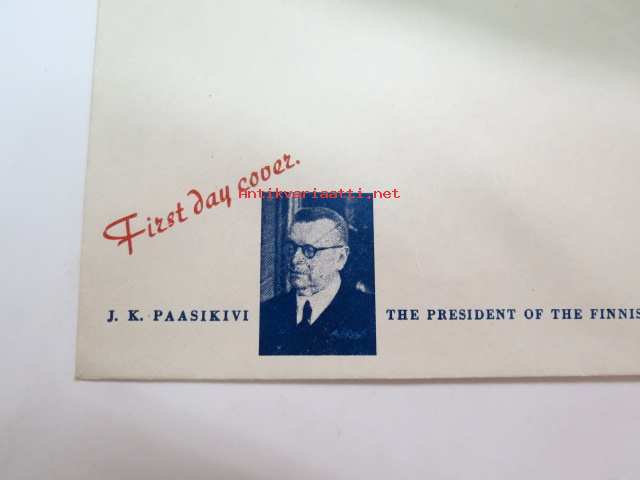 First day cover.
Antikvariaatti.net
J. K. PAASIKIVI THE PRESIDENT OF THE FINNIS